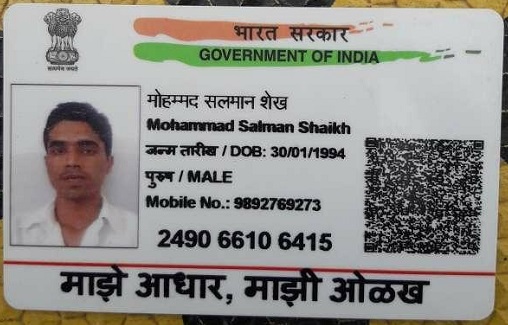 भारत सरकार
GOVERNMENT OF INDIA
सत्यमेव जयते
मोहम्मद सलमान शेख
Mohammad Salman Shaikh
जन्म तारीख / DOB: 30/01/1994
पुरुष / MALE
Mobile No.: 9892769273
2490 6610 6415
माझे आधार, माझी ओळख